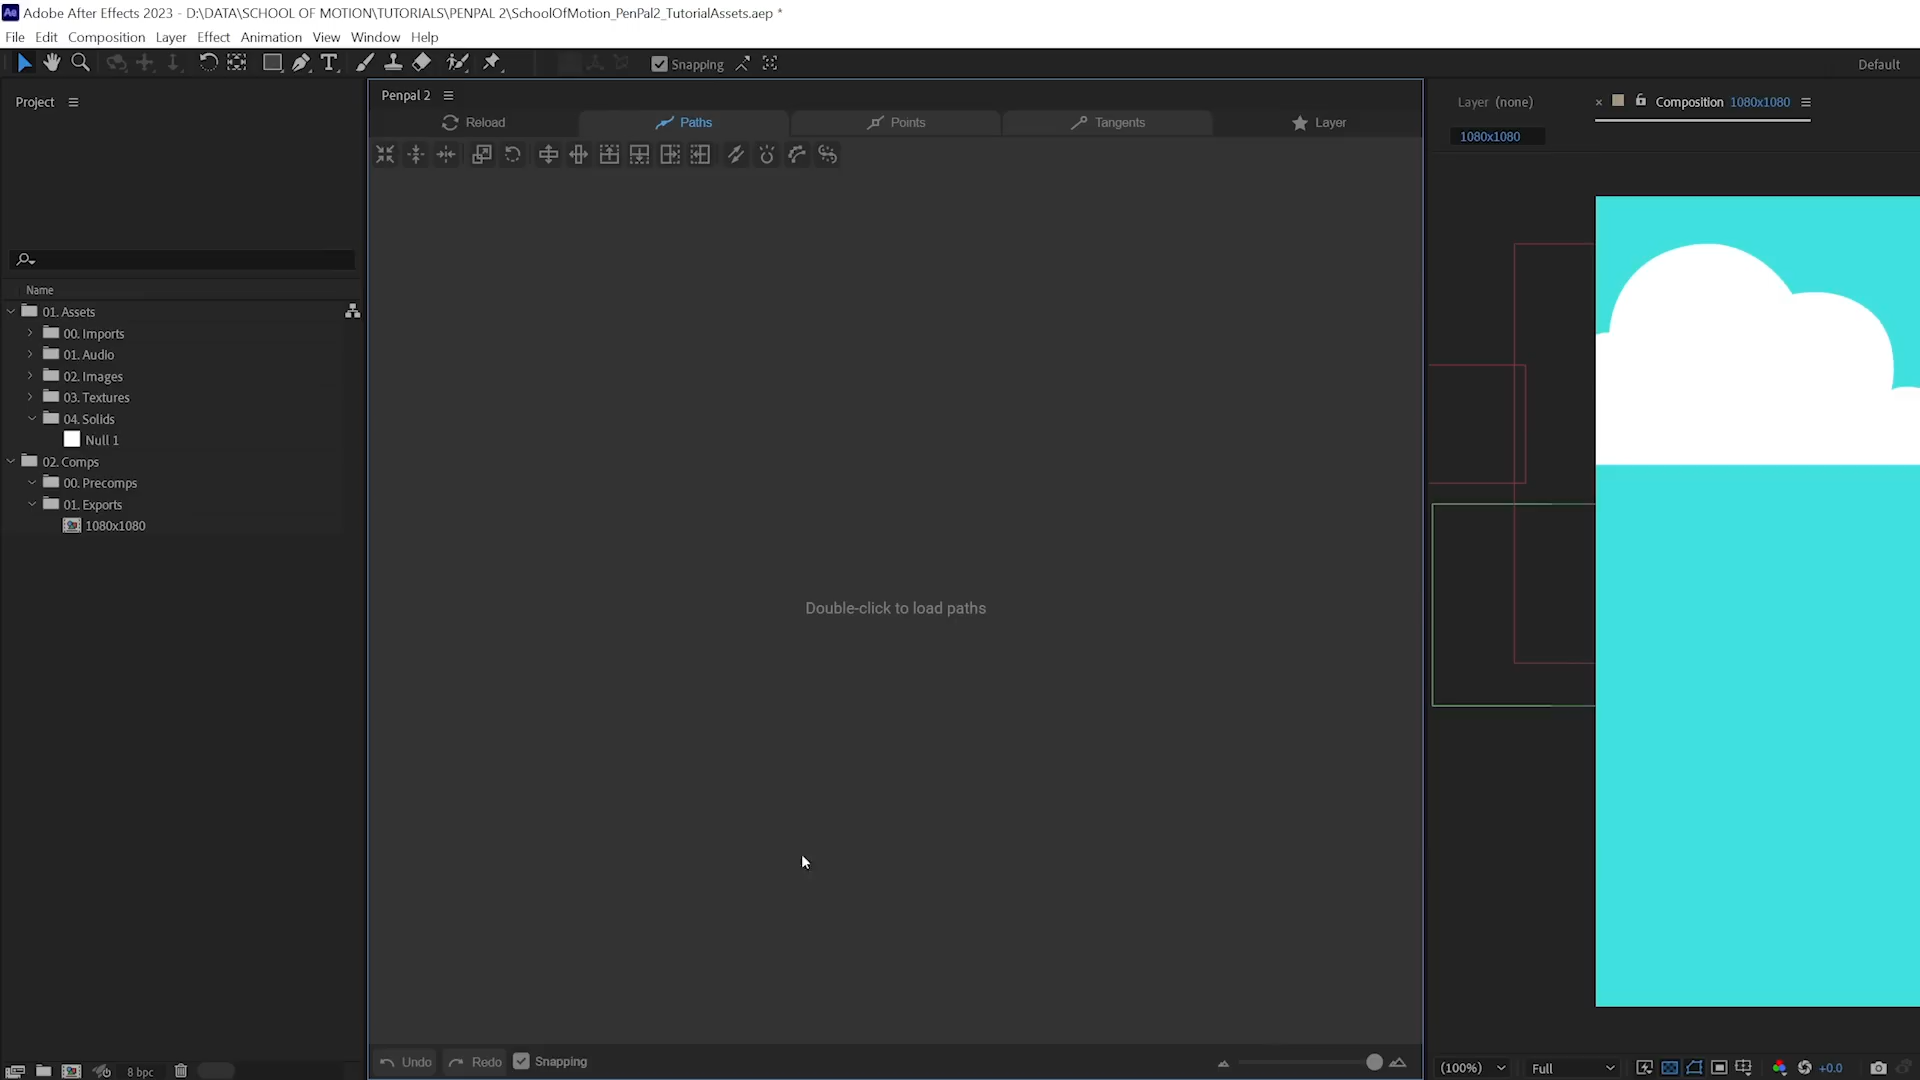 Ae Adobe After Effects 2023 - D:\DATA\SCHOOL OF MOTION\TUTORIALS\PENPAL 2\SchoolOfMotion_PenPal2_TutorialAssets.aep *
File Edit Composition Layer Effect Animation View Window Help
Snapping
Default
Project
Penpal 2
Reload Paths Points Tangents Layer
Layer (none)
Composition 1080x1080
1080x1080
Name
01. Assets
00. Imports
01. Audio
02. Images
03. Textures
04. Solids
Null 1
02. Comps
00. Precomps
01. Exports
1080x1080
Double-click to load paths
Undo Redo Snapping
8 bpc
(100%) Full +0.0